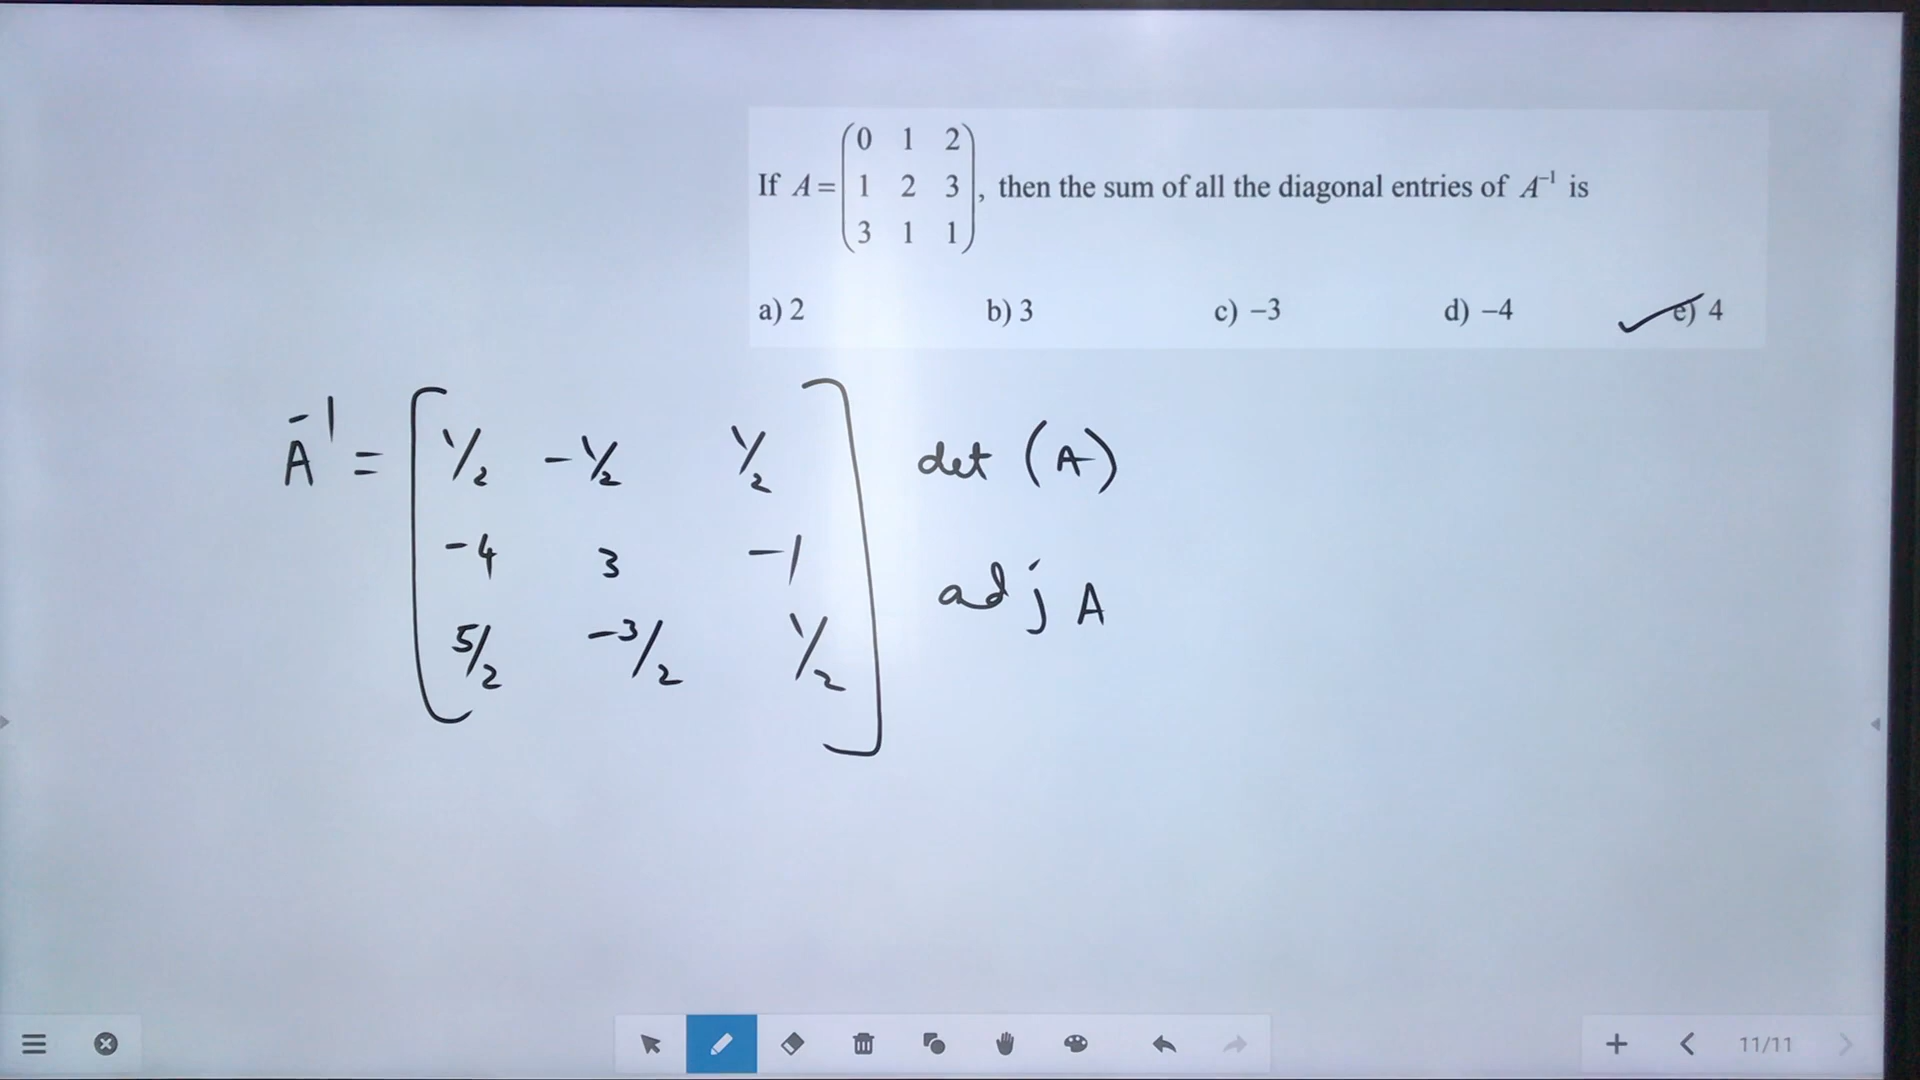 If A = (0 1 2
1 2 3
3 1 1), then the sum of all the diagonal entries of A⁻¹ is
a) 2 b) 3 c) −3 d) −4 e) 4
A⁻¹ = [1/2 -1/2 1/2
-4 3 -1
5/2 -3/2 1/2]
det (A)
adj A
11/11